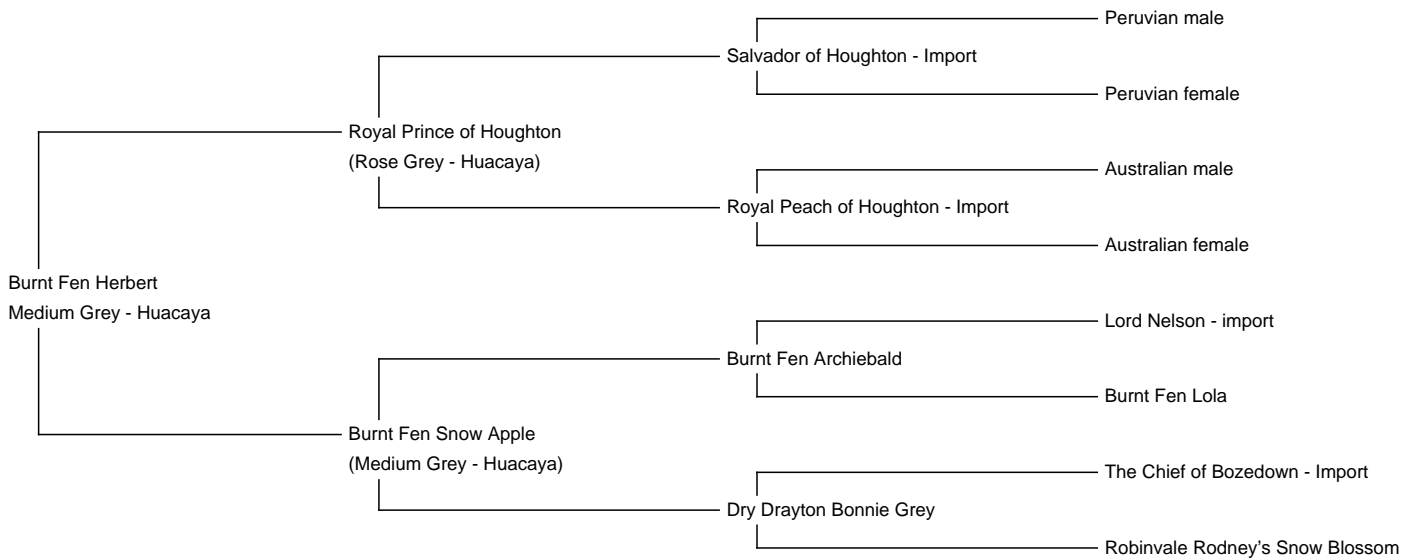 Peruvian male
Salvador of Houghton - Import
Peruvian female
Royal Prince of Houghton
(Rose Grey - Huacaya)
Australian male
Royal Peach of Houghton - Import
Australian female
Burnt Fen Herbert
Medium Grey - Huacaya
Lord Nelson - import
Burnt Fen Archiebald
Burnt Fen Lola
Burnt Fen Snow Apple
(Medium Grey - Huacaya)
The Chief of Bozedown - Import
Dry Drayton Bonnie Grey
Robinvale Rodney's Snow Blossom